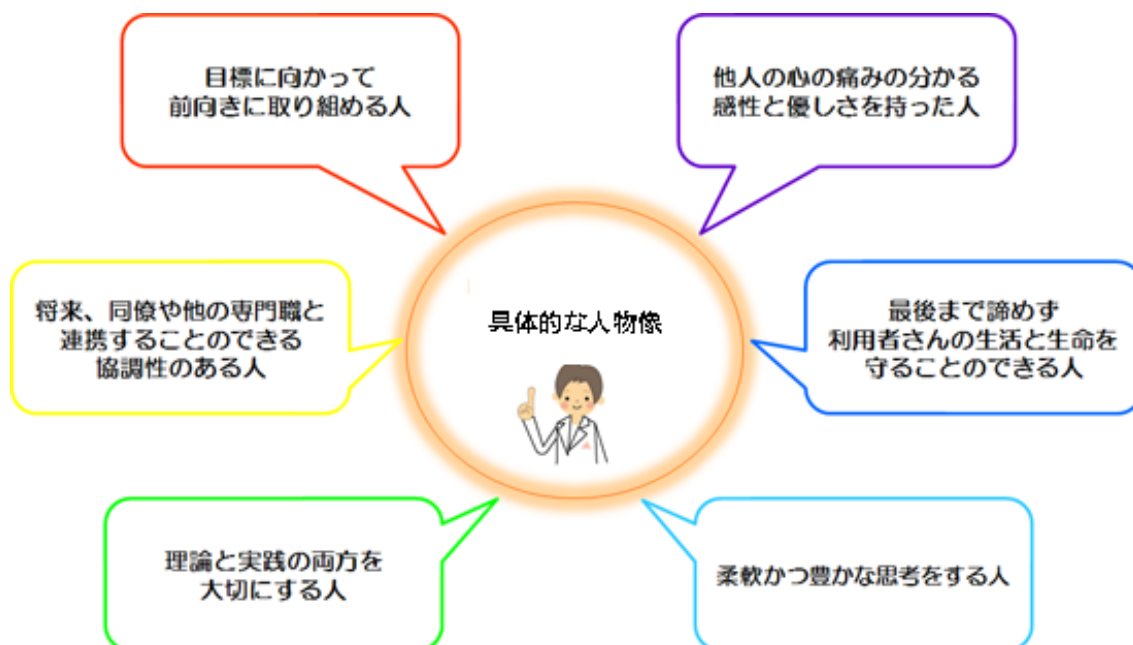 目標に向かって
前向きに取り組める人
他人の心の痛みの分かる
感性と優しさを持った人
将来、同僚や他の専門職と
連携することのできる
協調性のある人
具体的な人物像
最後まで諦めず
利用者さんの生活と生命を
守ることのできる人
理論と実践の両方を
大切にする人
柔軟かつ豊かな思考をする人